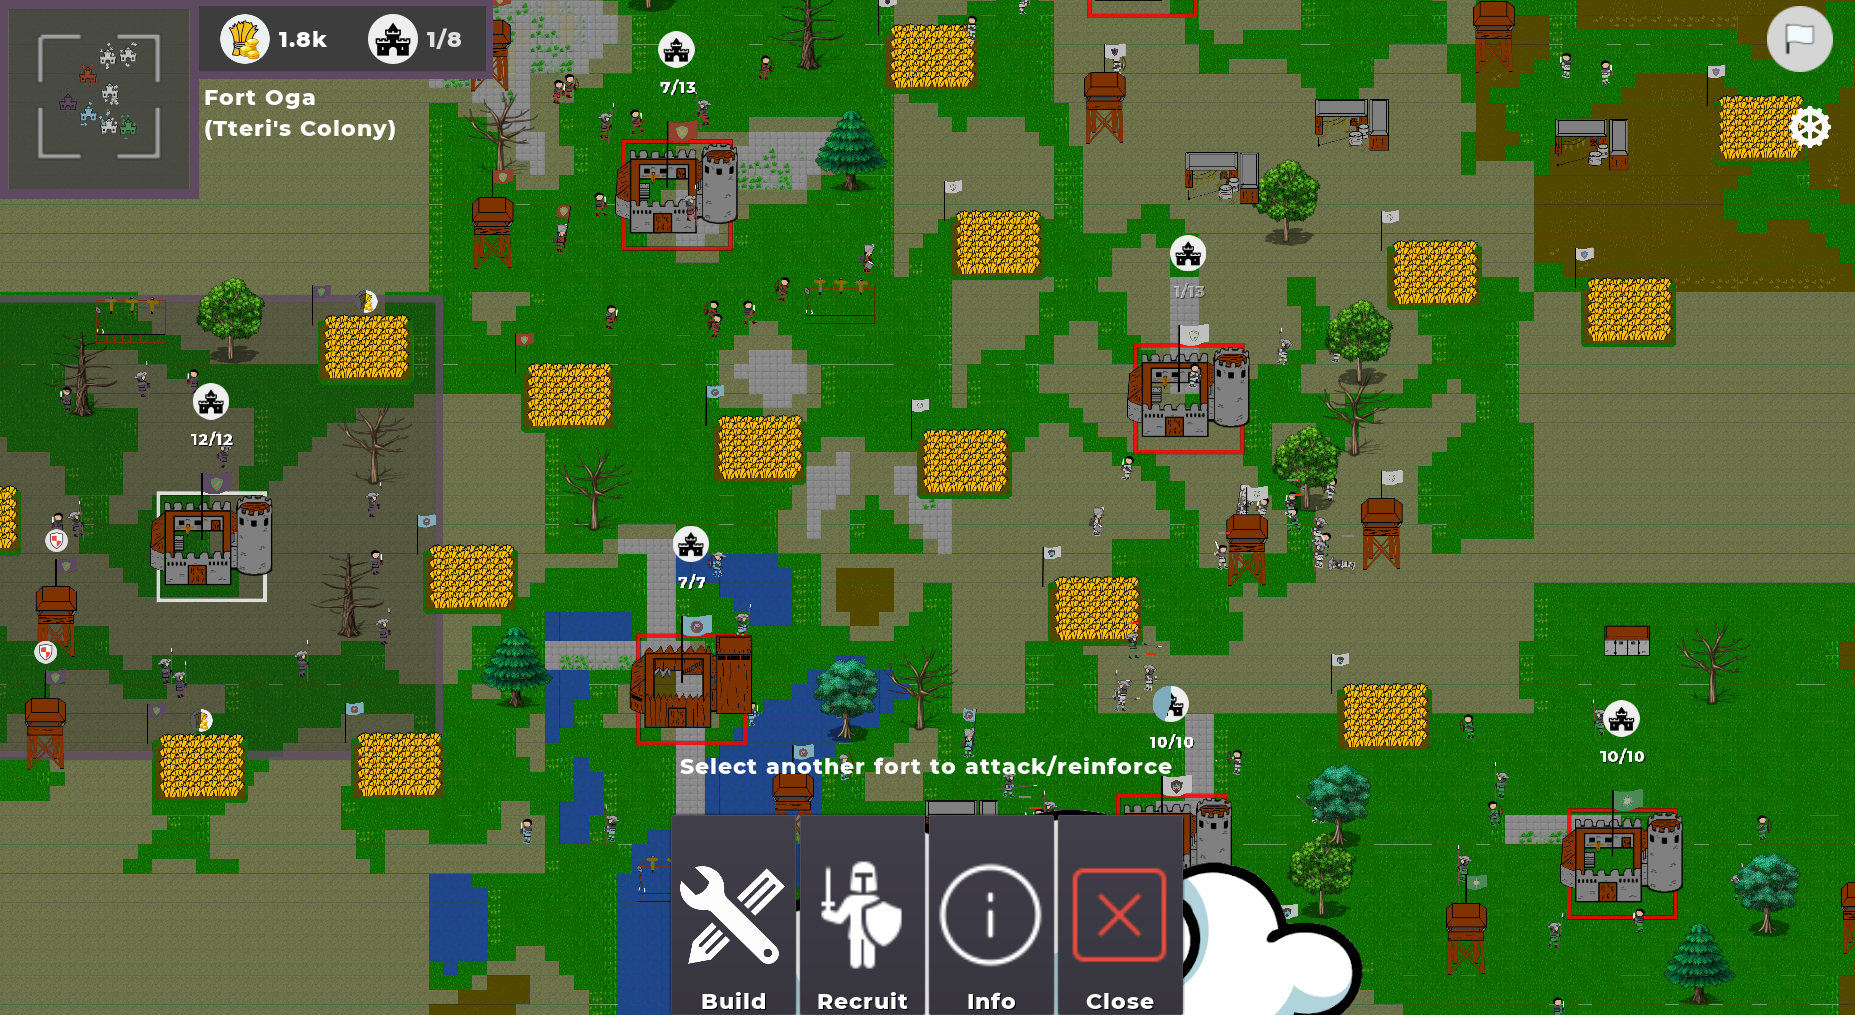 1.8k
1/8
Fort Oga
(Tteri's Colony)
7/13
1/13
12/12
7/7
10/10
10/10
Select another fort to attack/reinforce
Build
Recruit
Info
Close